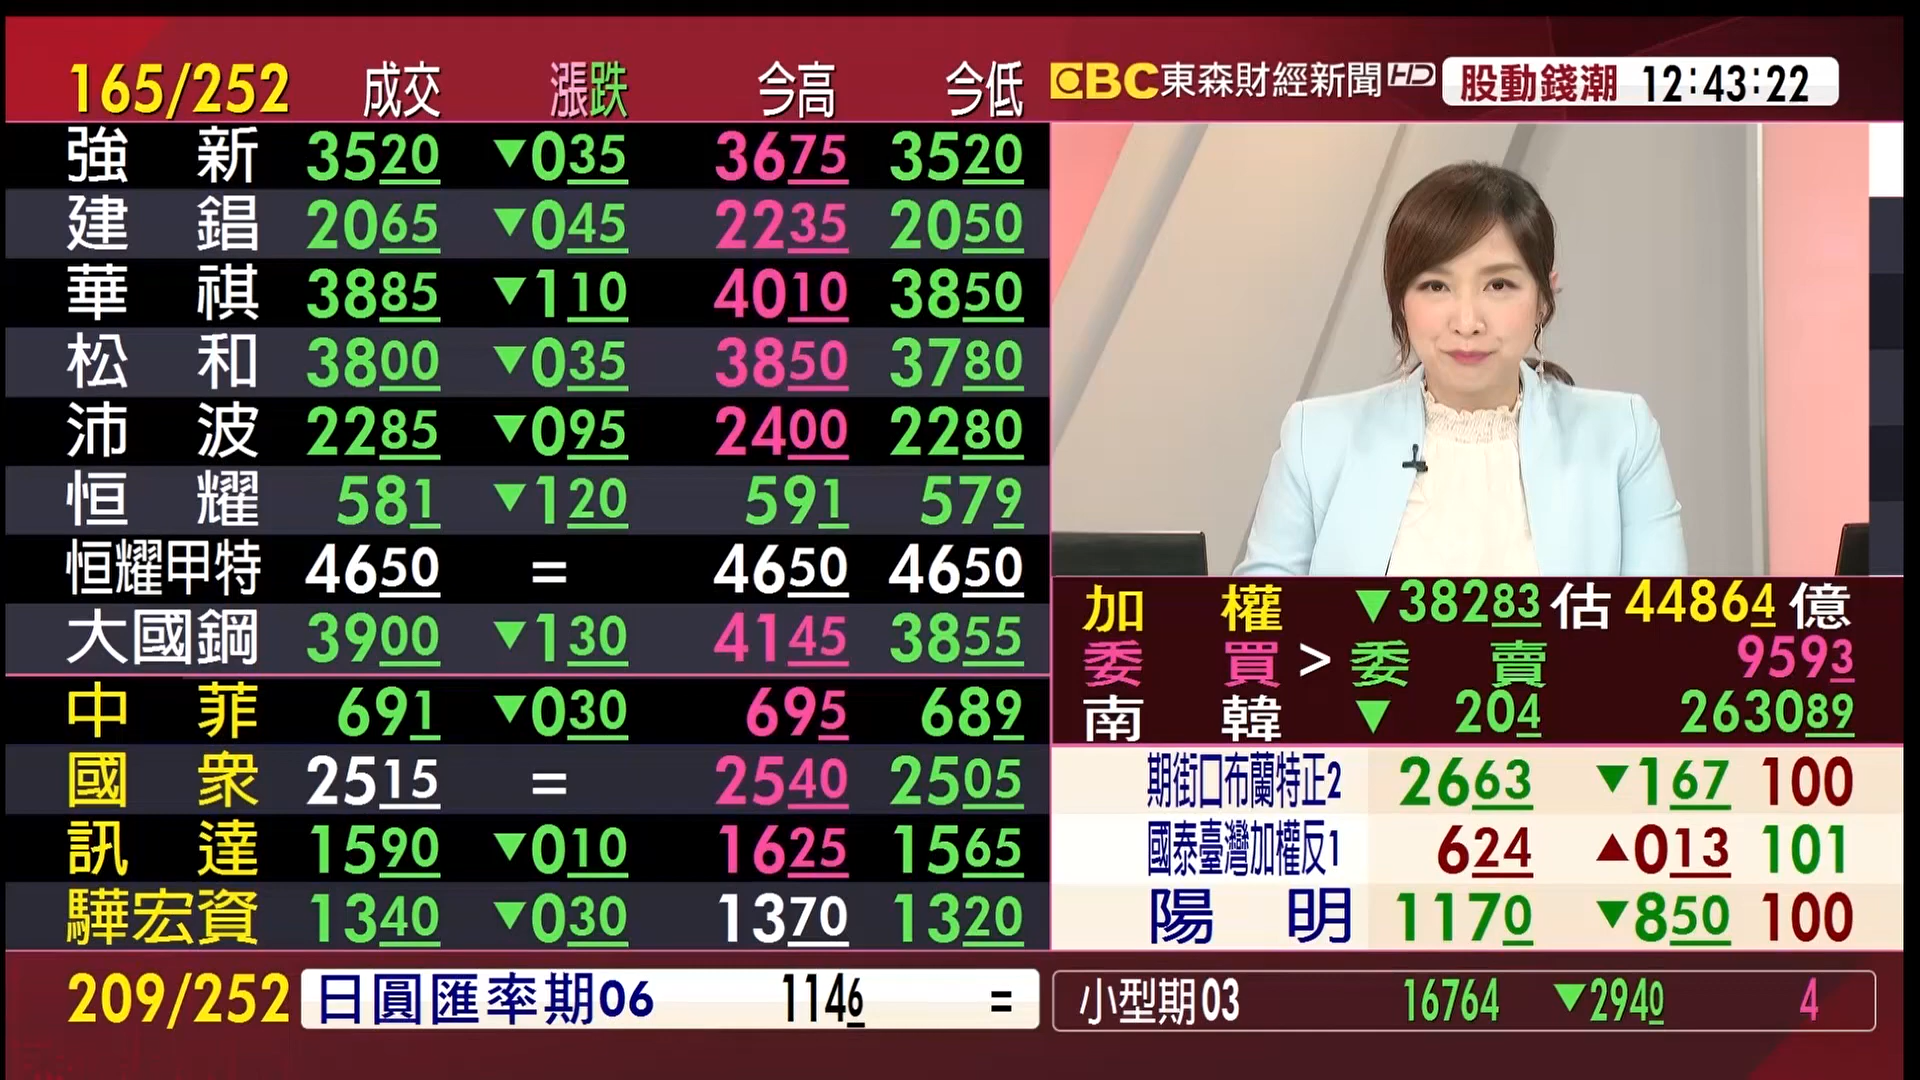 165/252 成交 漲跌 今高 今低
強新 3520 ▼035 3675 3520
建錩 2065 ▼045 2235 2050
華祺 3885 ▼110 4010 3850
松和 3800 ▼035 3850 3780
沛波 2285 ▼095 2400 2280
恒耀 581 ▼120 591 579
恒耀甲特 4650 = 4650 4650
大國鋼 3900 ▼130 4145 3855
中菲 691 ▼030 695 689
國眾 2515 = 2540 2505
訊達 1590 ▼010 1625 1565
驊宏資 1340 ▼030 1370 1320
209/252 日圓匯率期06 1146 =
EBC東森財經新聞HD 股動錢潮 12:43:22
加權 ▼38283 估 44864 億
委買 > 委賣 9593
南韓 ▼ 204 263089
期街口布蘭特正2 2663 ▼167 100
國泰臺灣加權反1 624 ▲013 101
陽明 1170 ▼850 100
小型期03 16764 ▼2940 4